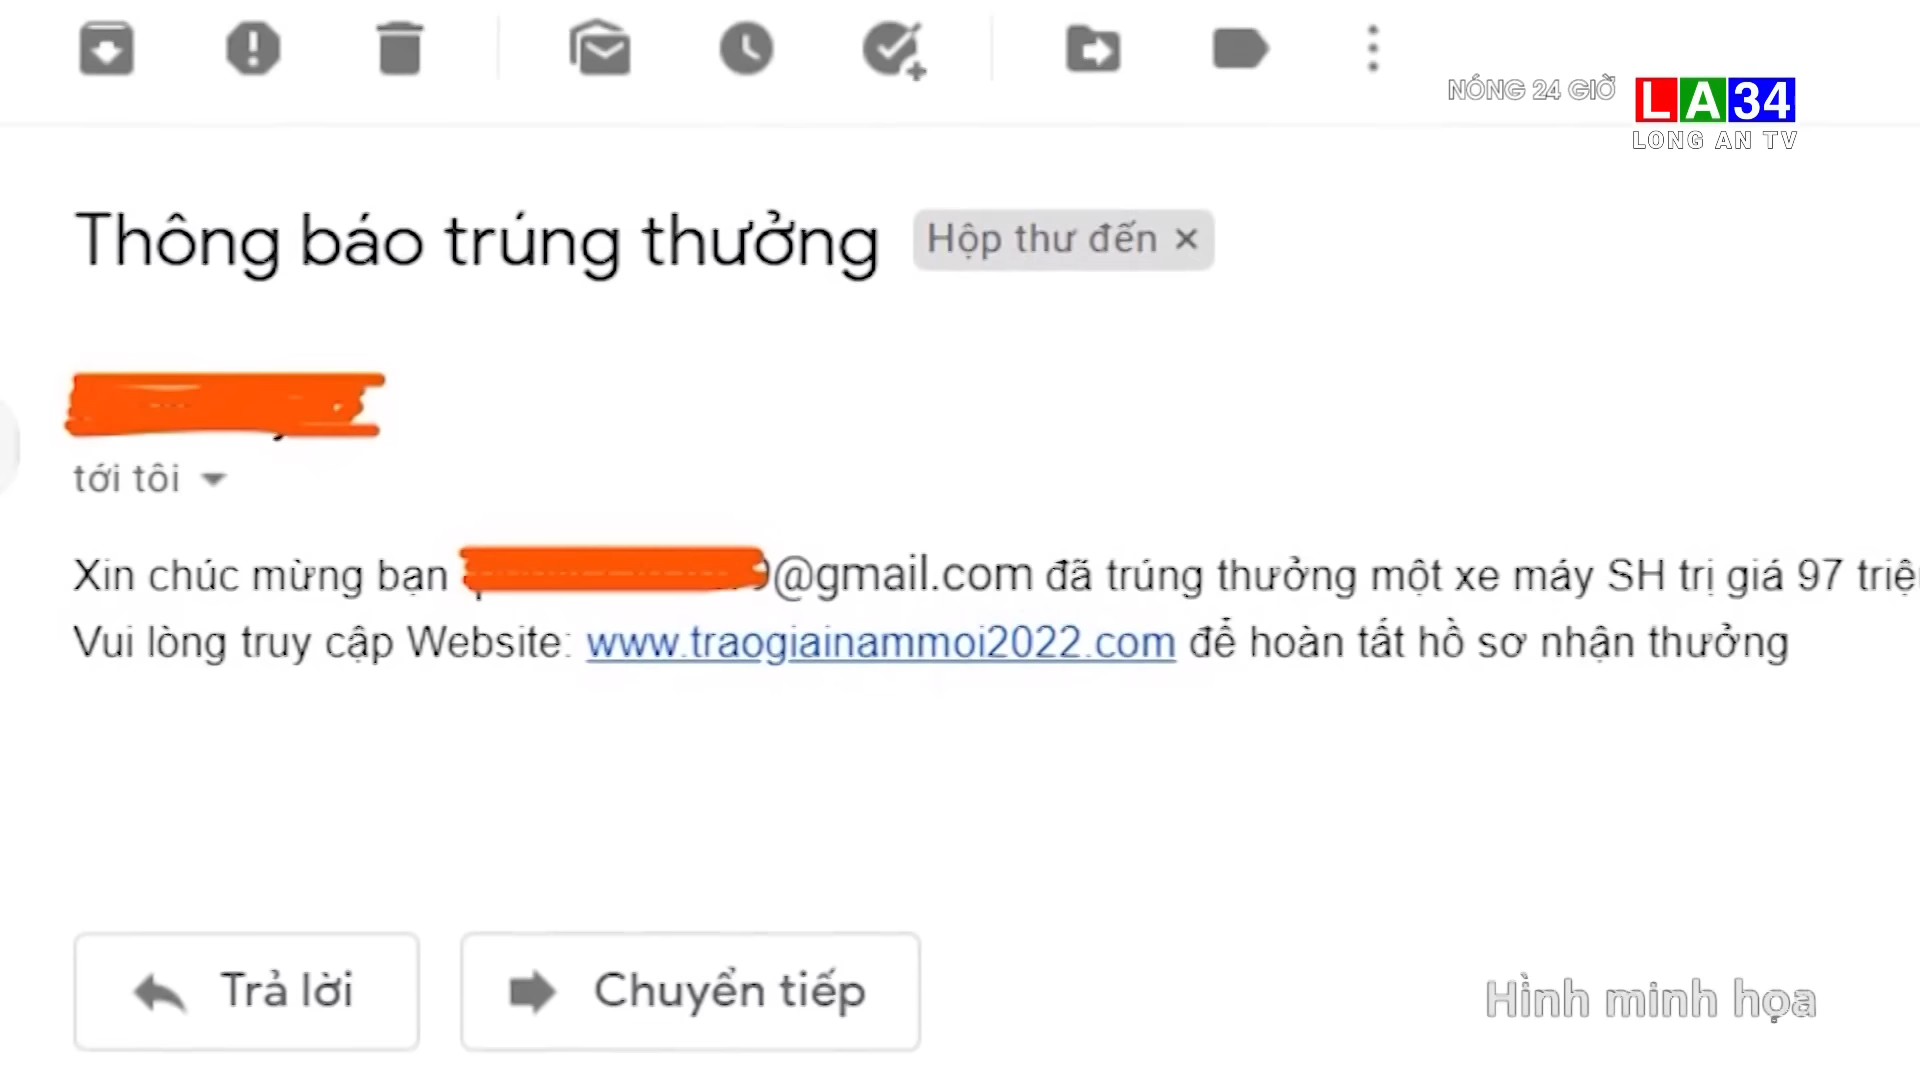 NÓNG 24 GIỜ LA34
LONG AN TV
Thông báo trúng thưởng Hộp thư đến ×
tới tôi
Xin chúc mừng bạn @gmail.com đã trúng thưởng một xe máy SH trị giá 97
Vui lòng truy cập Website: www.traogiainammoi2022.com để hoàn tất hồ sơ nhận thưởng
Trả lời Chuyển tiếp
Hình minh họa